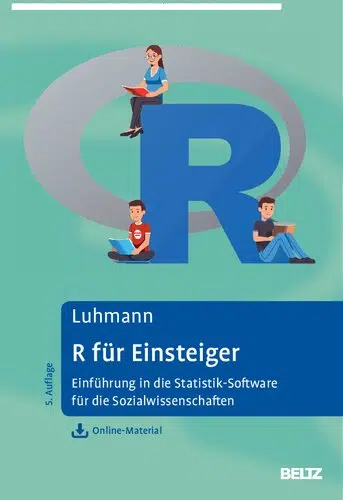 R
Luhmann
R für Einsteiger
Einführung in die Statistik-Software
für die Sozialwissenschaften
Online-Material
5. Auflage
BELTZ